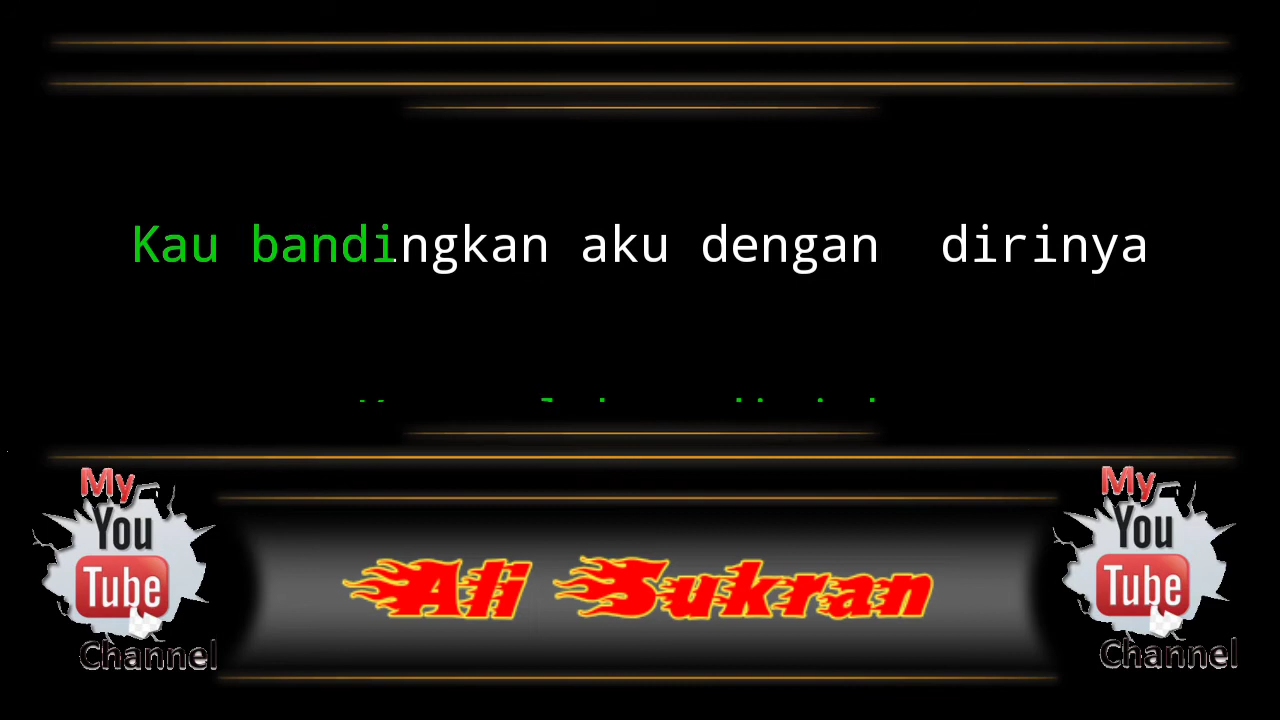 Kau bandingkan aku dengan  dirinya
My
You
Tube
Channel
Ali Sukran
My
You
Tube
Channel